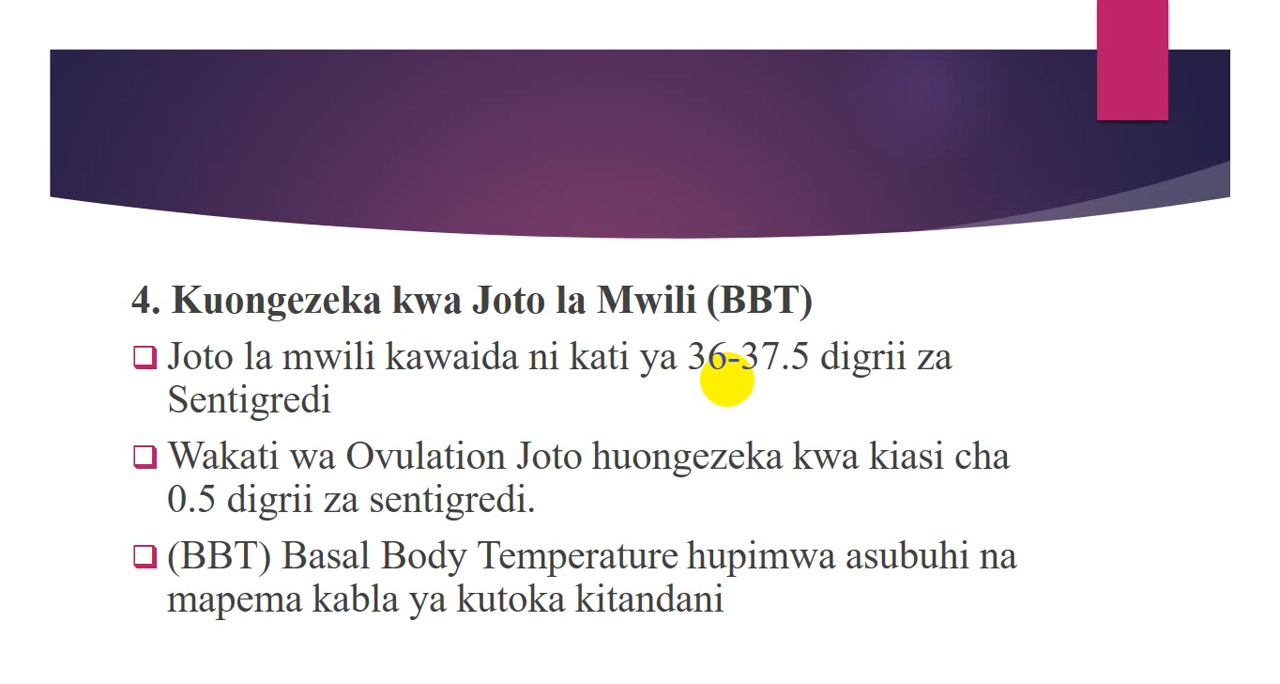 4. Kuongezeka kwa Joto la Mwili (BBT)
Joto la mwili kawaida ni kati ya 36-37.5 digrii za
Sentigredi
Wakati wa Ovulation Joto huongezeka kwa kiasi cha
0.5 digrii za sentigredi.
(BBT) Basal Body Temperature hupimwa asubuhi na
mapema kabla ya kutoka kitandani